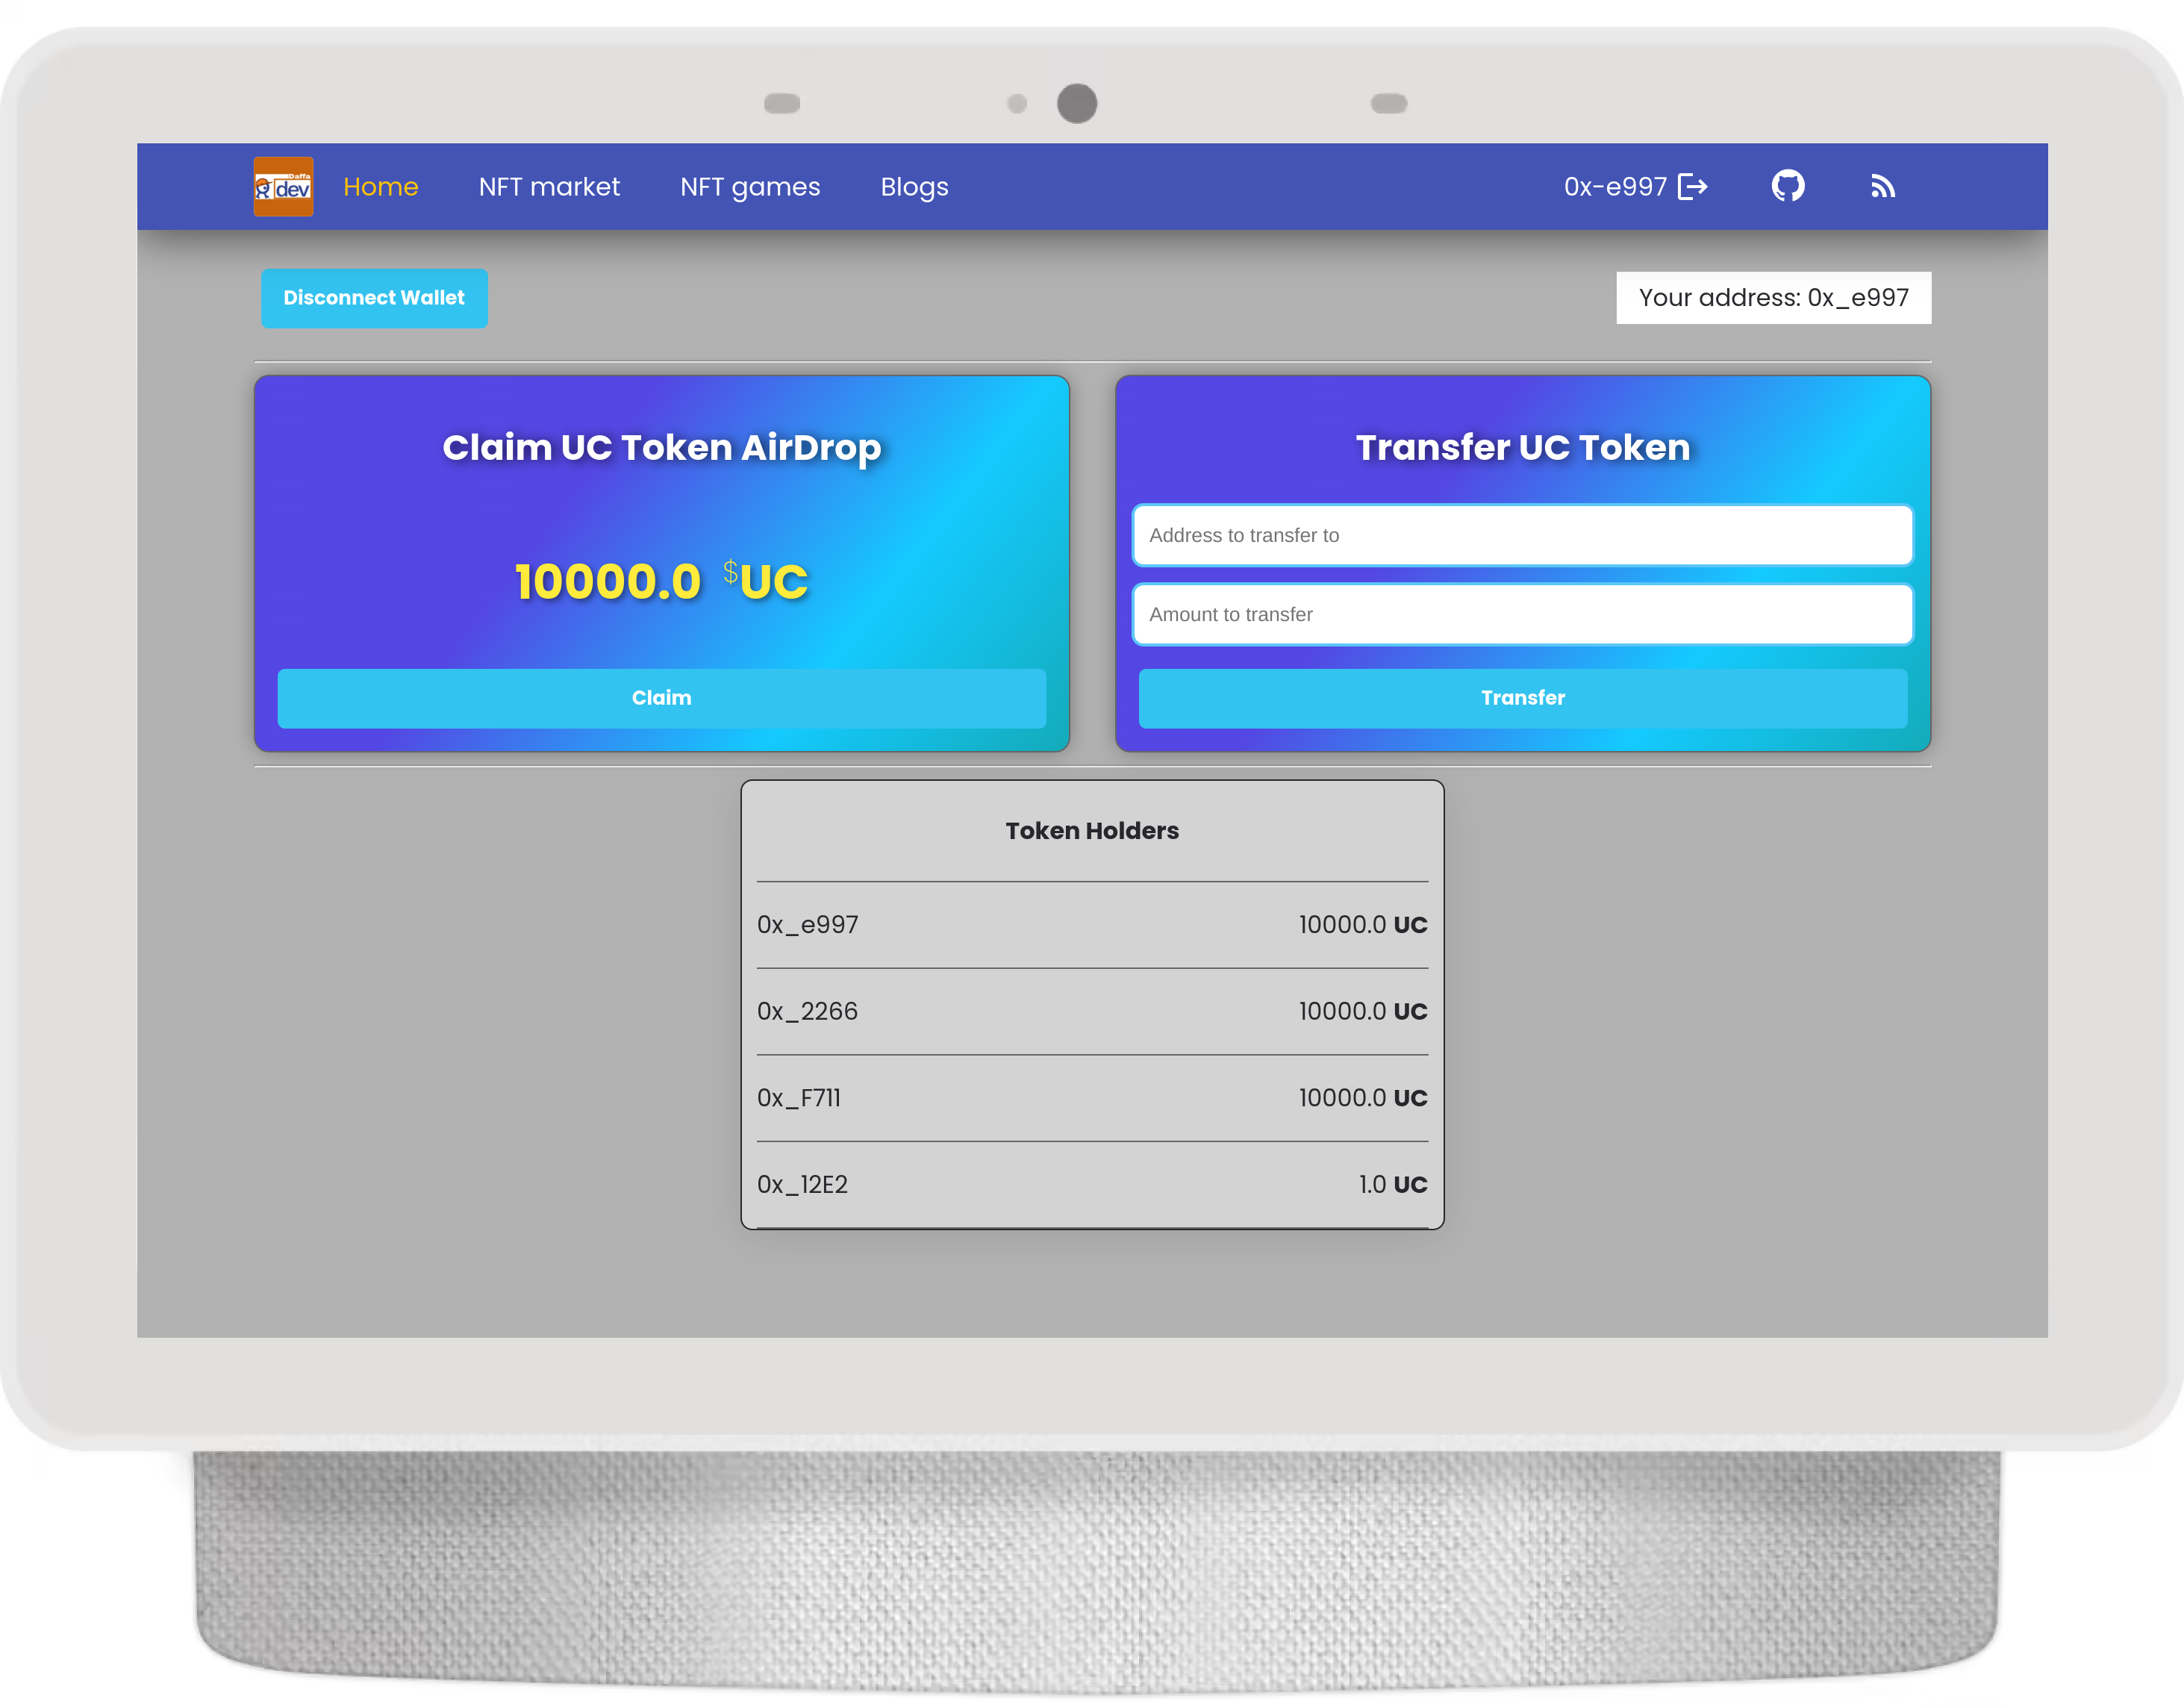 Daffa
dev
Home NFT market NFT games Blogs 0x-e997
Disconnect Wallet Your address: 0x_e997
Claim UC Token AirDrop
10000.0 $UC
Claim
Transfer UC Token
Address to transfer to
Amount to transfer
Transfer
Token Holders
0x_e997 10000.0 UC
0x_2266 10000.0 UC
0x_F711 10000.0 UC
0x_12E2 1.0 UC